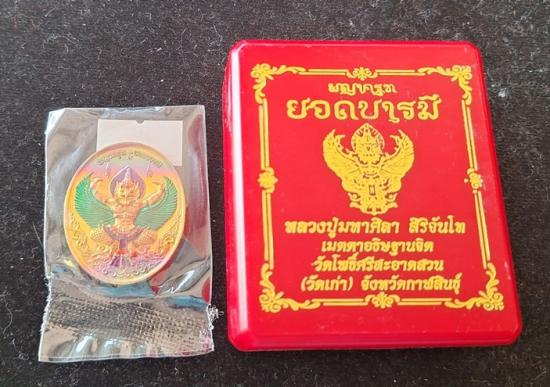 พญาครุฑ
ยอดบารมี
หลวงปู่มหาศิลา สิริจันโท
เมตตาอธิษฐานจิต
วัดโพธิ์ศรีสะอาดสวน
(วัดเก่า) จังหวัดกาฬสินธุ์